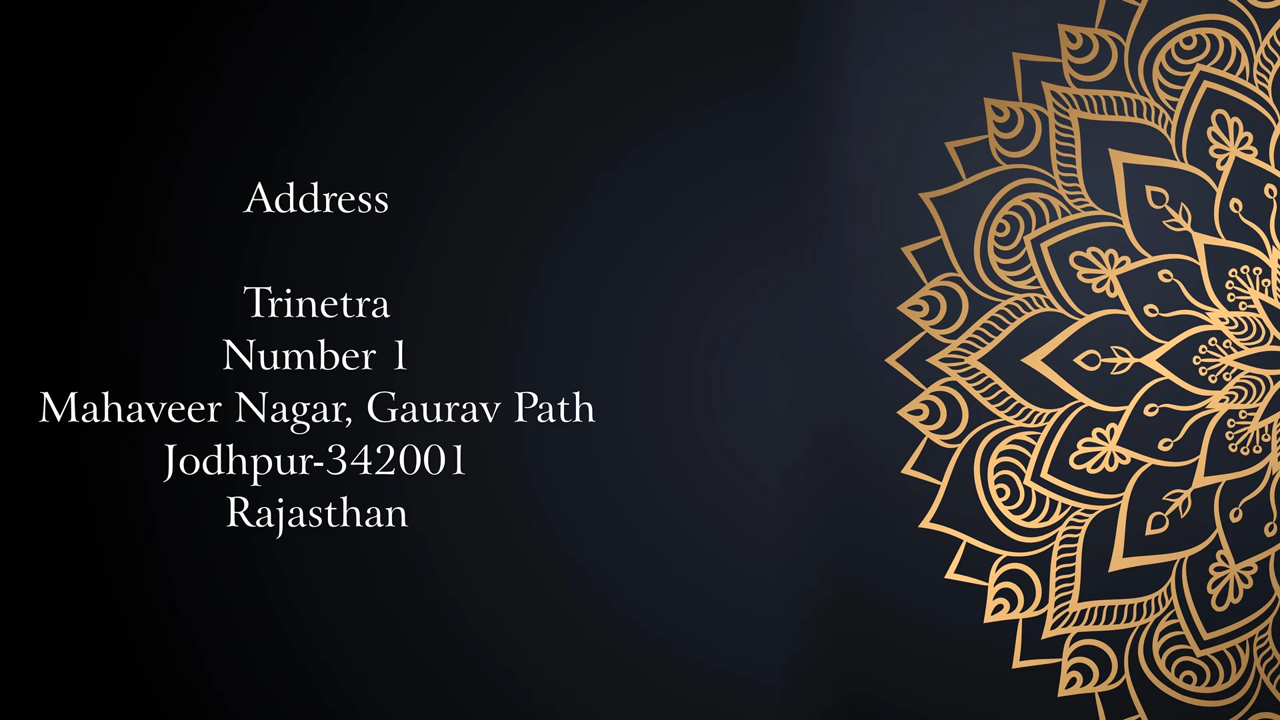 Address
Trinetra
Number 1
Mahaveer Nagar, Gaurav Path
Jodhpur-342001
Rajasthan